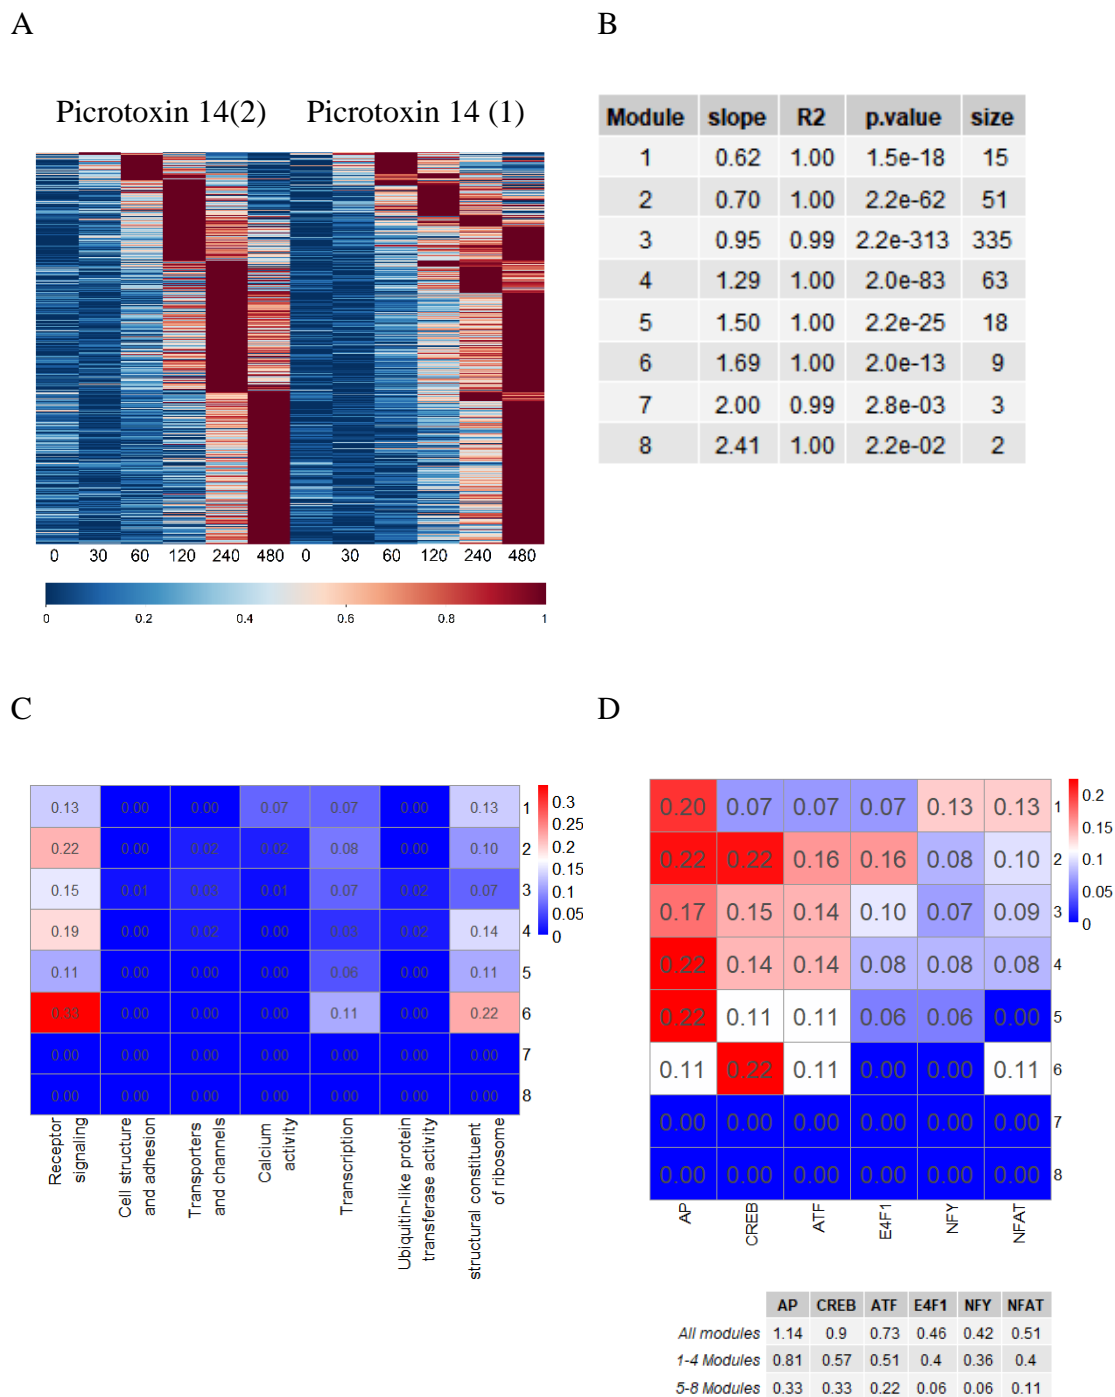 A
B
Picrotoxin 14(2) Picrotoxin 14 (1)
0 30 60 120 240 480 0 30 60 120 240 480
0 0.2 0.4 0.6 0.8 1
Module slope R2 p.value size
1 0.62 1.00 1.5e-18 15
2 0.70 1.00 2.2e-62 51
3 0.95 0.99 2.2e-313 335
4 1.29 1.00 2.0e-83 63
5 1.50 1.00 2.2e-25 18
6 1.69 1.00 2.0e-13 9
7 2.00 0.99 2.8e-03 3
8 2.41 1.00 2.2e-02 2
C
0.13 0.00 0.00 0.07 0.07 0.00 0.13 1
0.22 0.00 0.02 0.02 0.08 0.00 0.10 2
0.15 0.01 0.03 0.01 0.07 0.02 0.07 3
0.19 0.00 0.02 0.00 0.03 0.02 0.14 4
0.11 0.00 0.00 0.00 0.06 0.00 0.11 5
0.33 0.00 0.00 0.00 0.11 0.00 0.22 6
0.00 0.00 0.00 0.00 0.00 0.00 0.00 7
0.00 0.00 0.00 0.00 0.00 0.00 0.00 8
0.3
0.25
0.2
0.15
0.1
0.05
0
Receptor
signaling
Cell structure
and adhesion
Transporters
and channels
Calcium
activity
Transcription
Ubiquitin-like protein
transferase activity
structural constituent
of ribosome
D
0.20 0.07 0.07 0.07 0.13 0.13 1
0.22 0.22 0.16 0.16 0.08 0.10 2
0.17 0.15 0.14 0.10 0.07 0.09 3
0.22 0.14 0.14 0.08 0.08 0.08 4
0.22 0.11 0.11 0.06 0.06 0.00 5
0.11 0.22 0.11 0.00 0.00 0.11 6
0.00 0.00 0.00 0.00 0.00 0.00 7
0.00 0.00 0.00 0.00 0.00 0.00 8
0.2
0.15
0.1
0.05
0
AP
CREB
ATF
E4F1
NFY
NFAT
AP CREB ATF E4F1 NFY NFAT
All modules 1.14 0.9 0.73 0.46 0.42 0.51
1-4 Modules 0.81 0.57 0.51 0.4 0.36 0.4
5-8 Modules 0.33 0.33 0.22 0.06 0.06 0.11